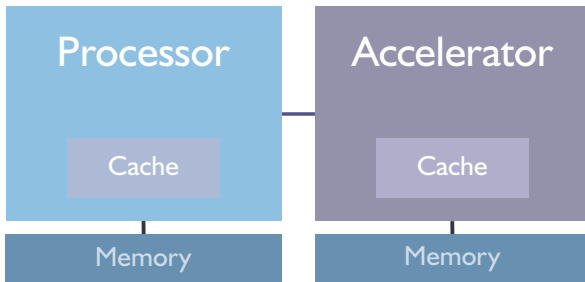 Processor
Accelerator
Cache
Cache
Memory
Memory